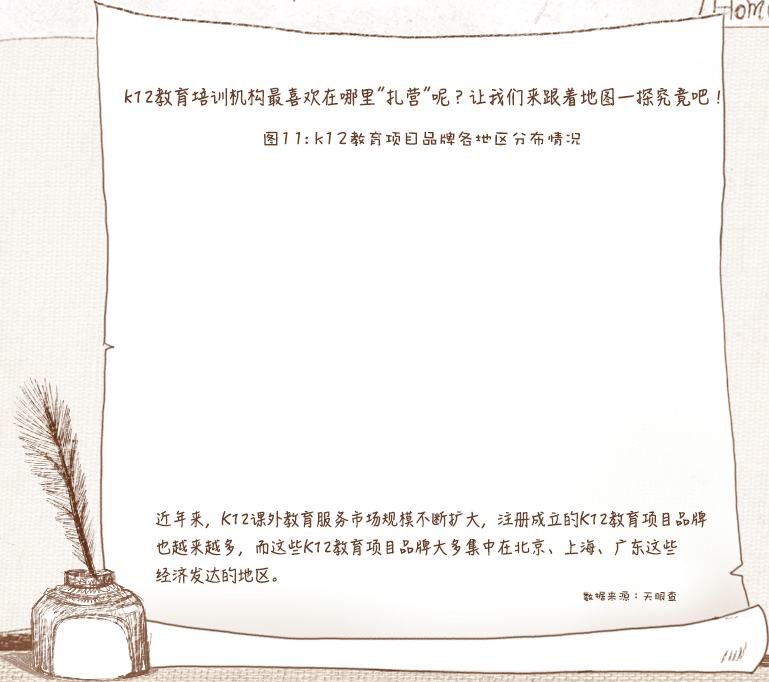 Home
K12教育培训机构最喜欢在哪里“扎营”呢？让我们来跟着地图一探究竟吧！
图11：K12教育项目品牌各地区分布情况
近年来，K12课外教育服务市场规模不断扩大，注册成立的K12教育项目品牌
也越来越多，而这些K12教育项目品牌大多集中在北京、上海、广东这些
经济发达的地区。
数据来源：天眼查